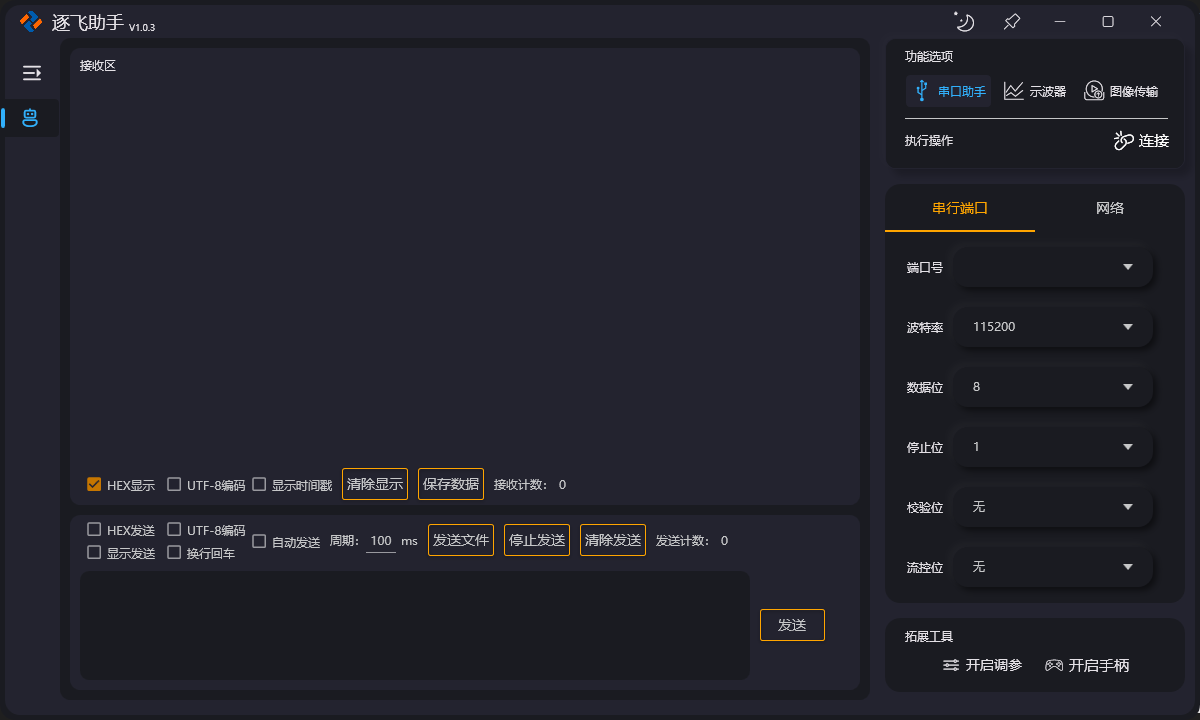 逐飞助手 V1.0.3
接收区
HEX显示 UTF-8编码 显示时间戳 清除显示 保存数据 接收计数: 0
HEX发送 UTF-8编码
显示发送 换行回车
自动发送 周期: 100 ms 发送文件 停止发送 清除发送 发送计数: 0
发送
功能选项
串口助手 示波器 图像传输
执行操作 连接
串行端口 网络
端口号
波特率 115200
数据位 8
停止位 1
校验位 无
流控位 无
拓展工具
开启调参 开启手柄